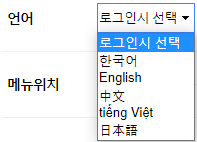 언어 로그인시 선택
로그인시 선택
한국어
English
메뉴위치 中文
tiếng Việt
日本語